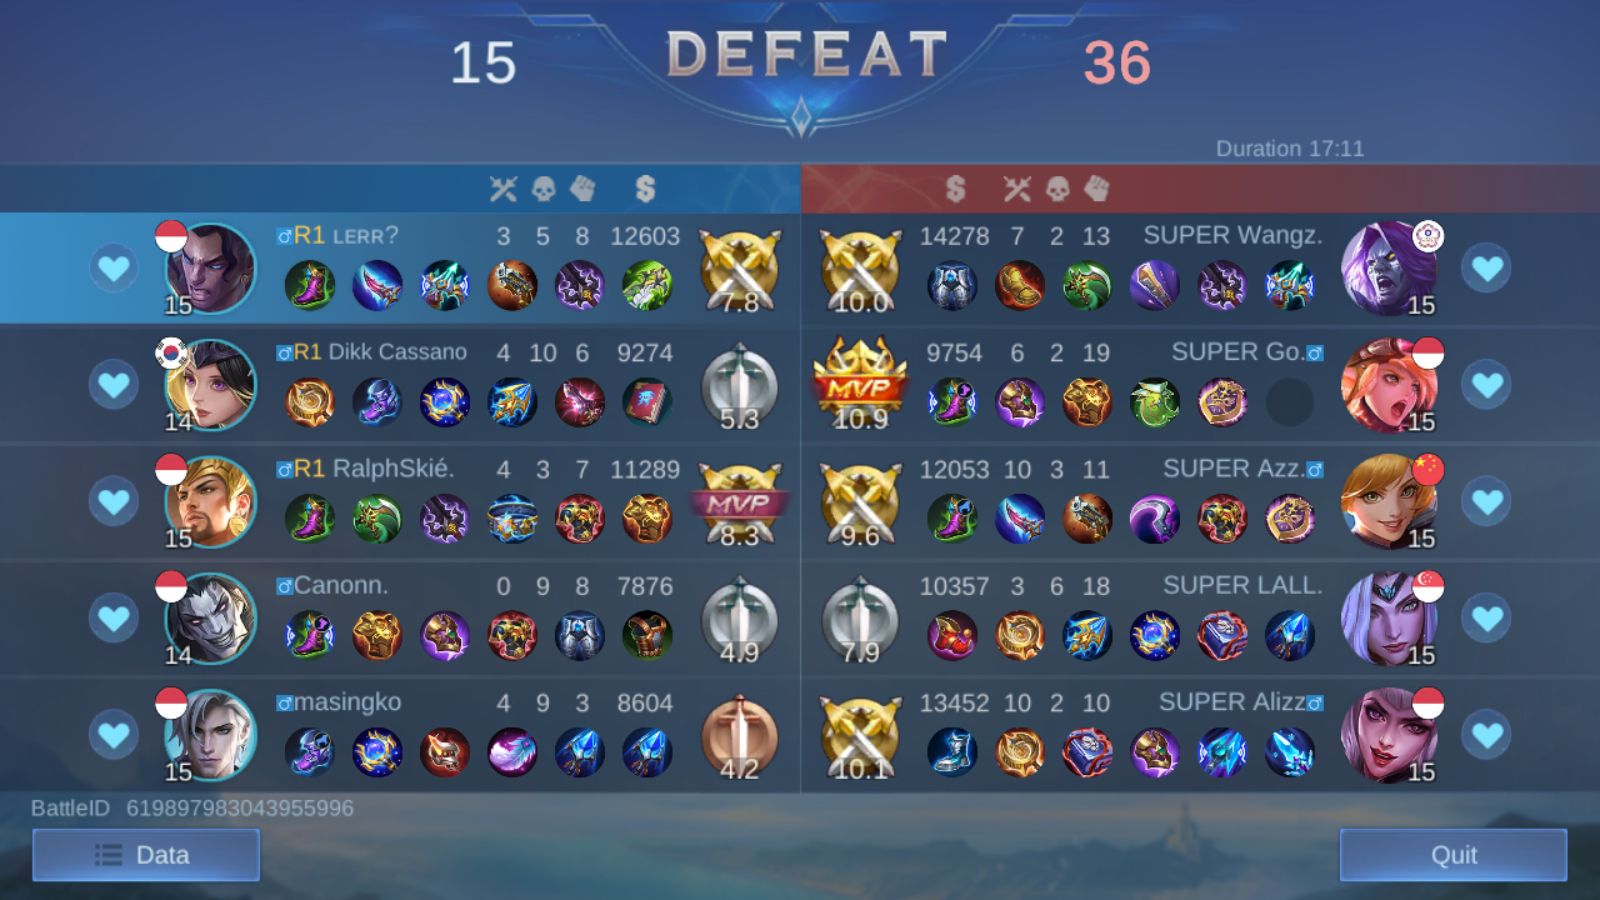 15 DEFEAT 36
Duration 17:11
R1 LERR? 3 5 8 12603
15 7.8
14278 7 2 13 SUPER Wangz.
10.0 15
R1 Dikk Cassano 4 10 6 9274
14 5.3
9754 6 2 19 SUPER Go.
MVP
10.9 15
R1 RalphSkié. 4 3 7 11289
MVP
15 8.3
12053 10 3 11 SUPER Azz.
9.6 15
Canonn. 0 9 8 7876
14 4.9
10357 3 6 18 SUPER LALL.
7.9 15
masingko 4 9 3 8604
15 4.2
13452 10 2 10 SUPER Alizz
10.1 15
BattleID 619897983043955996
Data
Quit